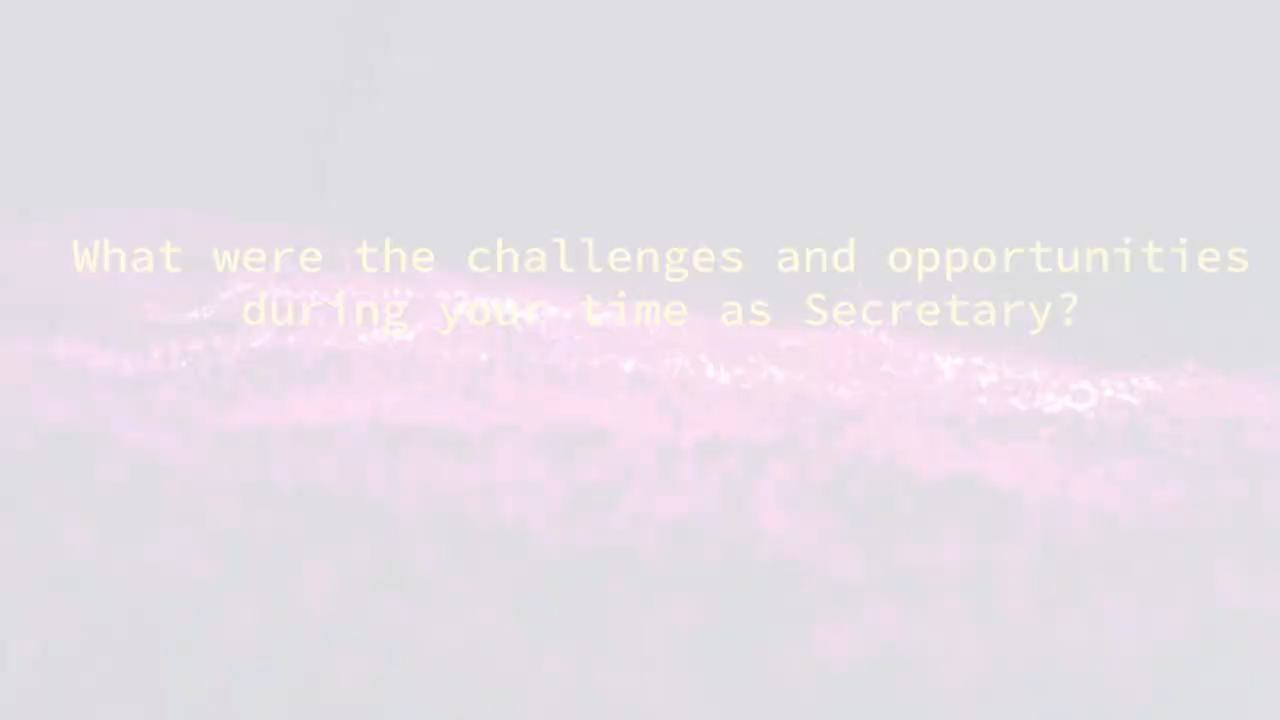 What were the challenges and opportunities
during your time as Secretary?